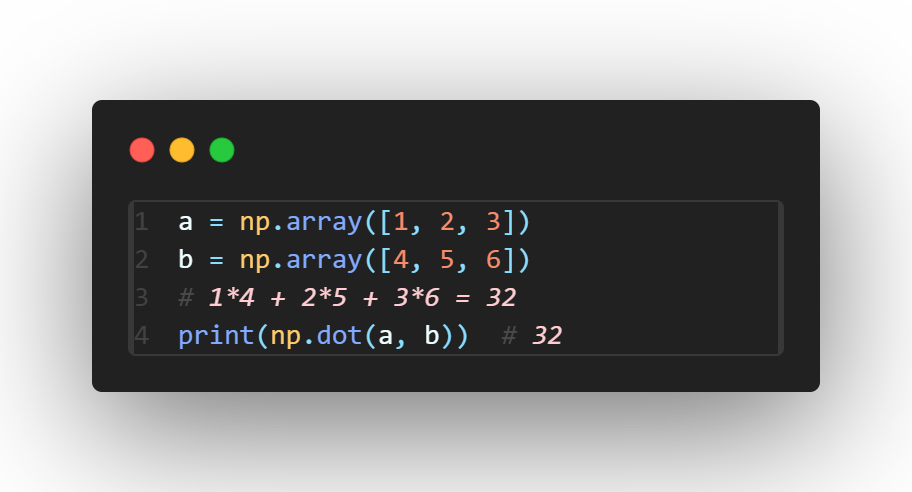 1 a = np.array([1, 2, 3])
2 b = np.array([4, 5, 6])
3 # 1*4 + 2*5 + 3*6 = 32
4 print(np.dot(a, b))  # 32